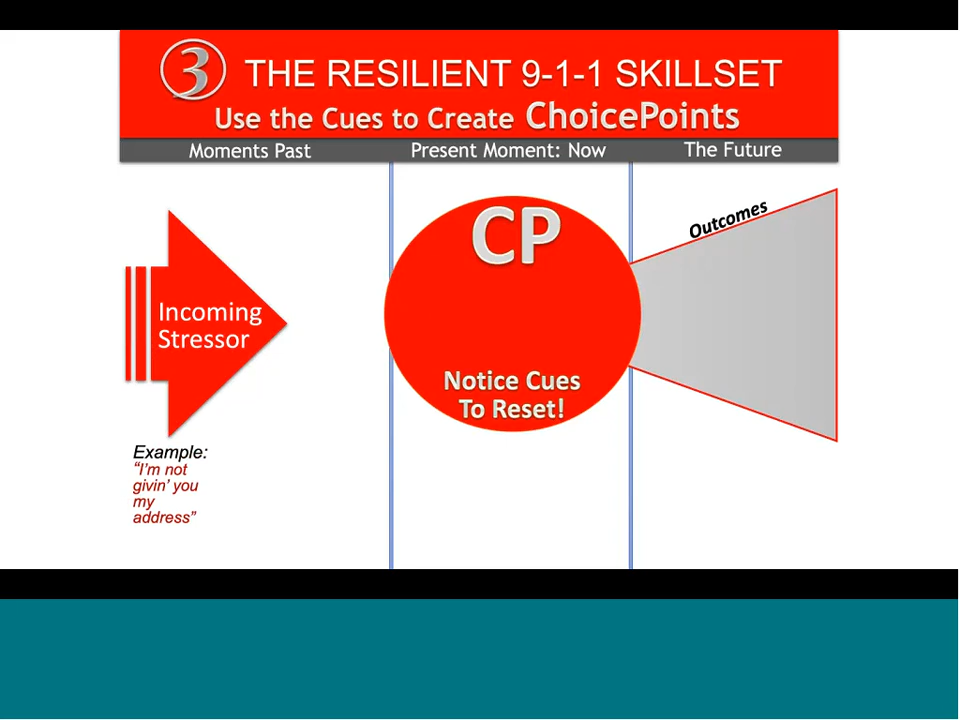 3 THE RESILIENT 9-1-1 SKILLSET
Use the Cues to Create ChoicePoints
Moments Past Present Moment: Now The Future
Outcomes
CP
Incoming
Stressor
Notice Cues
To Reset!
Example:
"I'm not
givin' you
my
address"